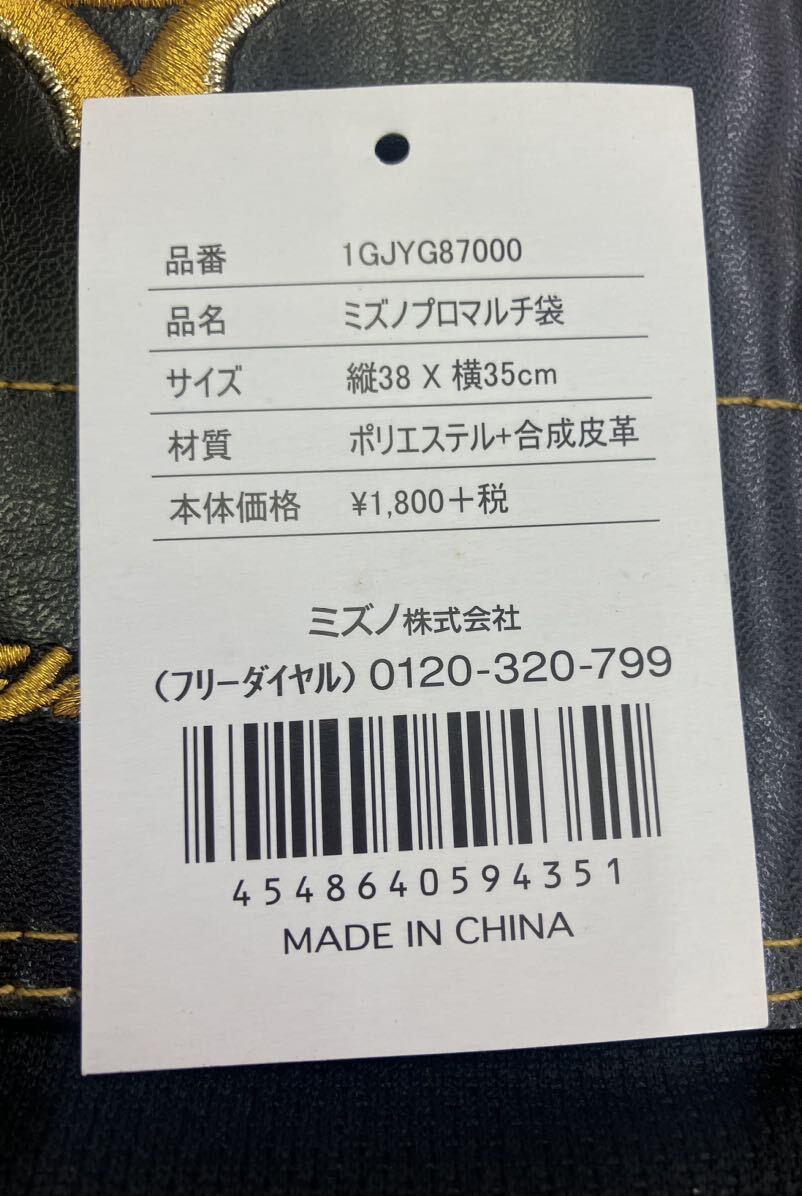 品番 1GJYG87000
品名 ミズノプロマルチ袋
サイズ 縦38 X 横35cm
材質 ポリエステル+合成皮革
本体価格 ¥1,800+税
ミズノ株式会社
(フリーダイヤル) 0120-320-799
4548640594351
MADE IN CHINA